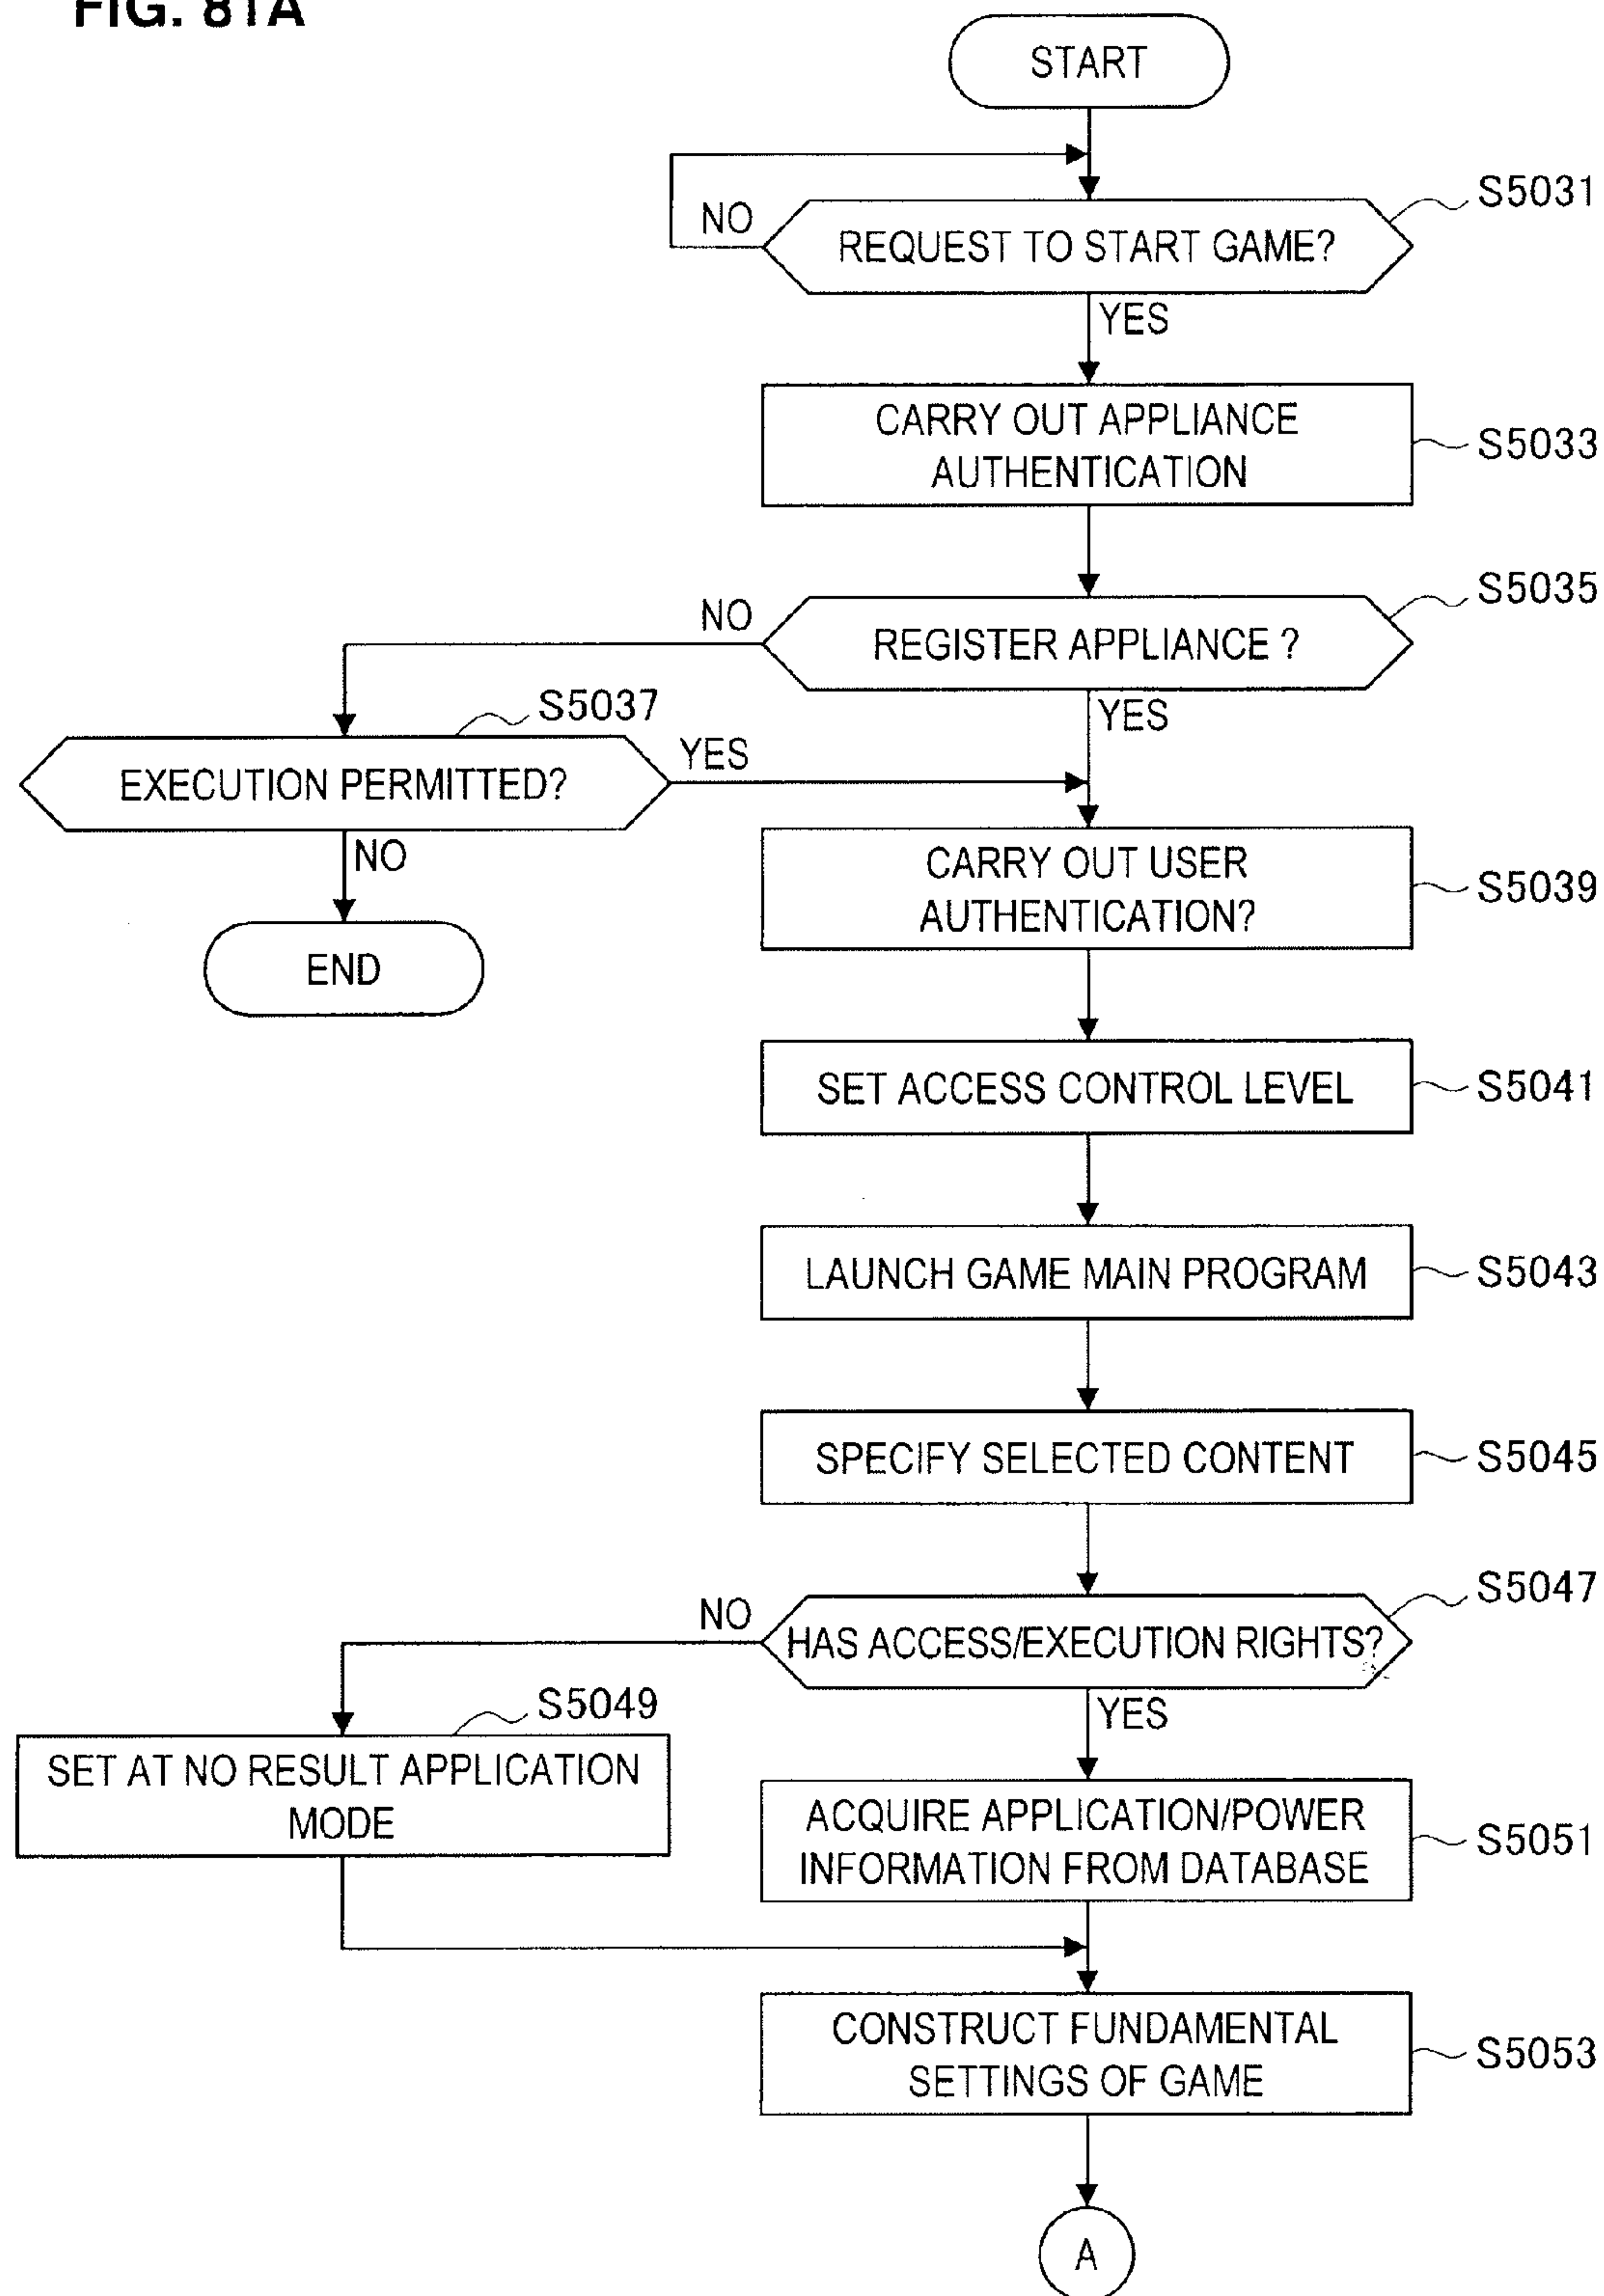 FIG. 81A
START
S5031
NO
REQUEST TO START GAME?
YES
CARRY OUT APPLIANCE
AUTHENTICATION
S5033
S5035
NO
REGISTER APPLIANCE ?
YES
S5037
EXECUTION PERMITTED?
YES
NO
END
CARRY OUT USER
AUTHENTICATION?
S5039
SET ACCESS CONTROL LEVEL
S5041
LAUNCH GAME MAIN PROGRAM
S5043
SPECIFY SELECTED CONTENT
S5045
S5047
NO
HAS ACCESS/EXECUTION RIGHTS?
YES
S5049
SET AT NO RESULT APPLICATION
MODE
ACQUIRE APPLICATION/POWER
INFORMATION FROM DATABASE
S5051
CONSTRUCT FUNDAMENTAL
SETTINGS OF GAME
S5053
A